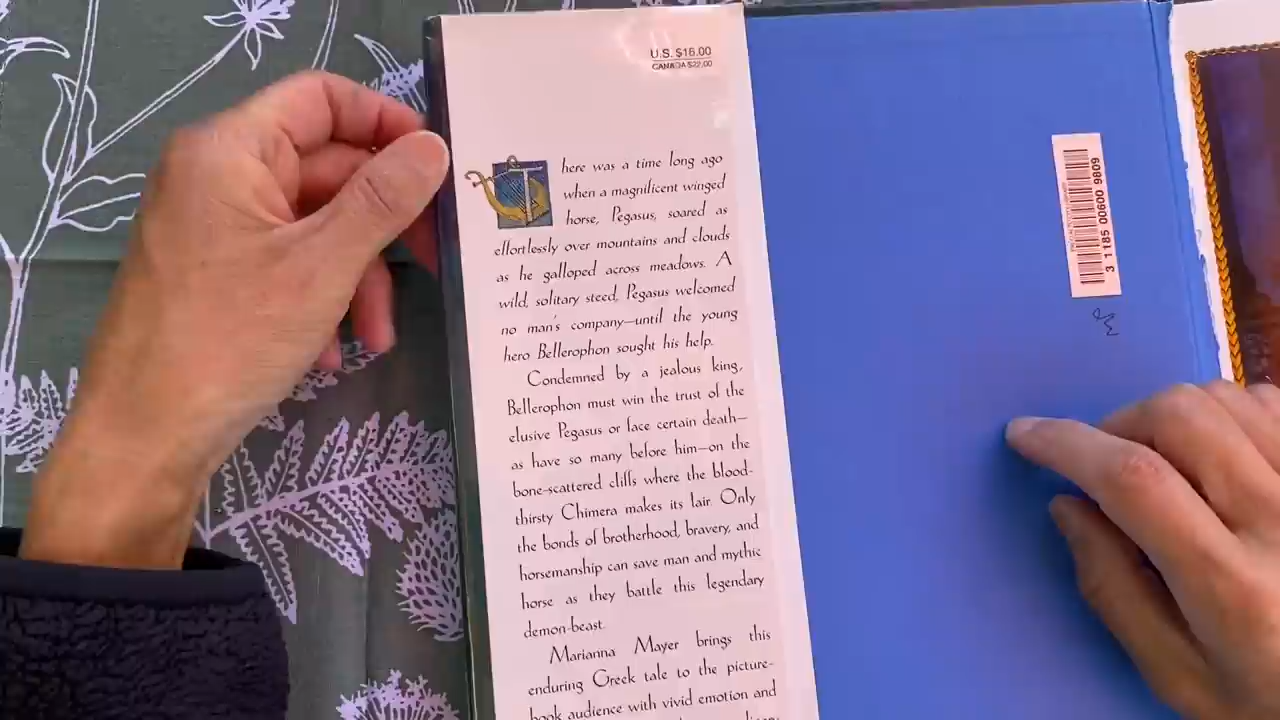 U.S. $16.00
CANADA $22.00
There was a time long ago
when a magnificent winged
horse, Pegasus, soared as
effortlessly over mountains and clouds
as he galloped across meadows. A
wild, solitary steed, Pegasus welcomed
no man's company—until the young
hero Bellerophon sought his help.
Condemned by a jealous king,
Bellerophon must win the trust of the
elusive Pegasus or face certain death—
as have so many before him—on the
bone-scattered cliffs where the blood-
thirsty Chimera makes its lair. Only
the bonds of brotherhood, bravery, and
horsemanship can save man and mythic
horse as they battle this legendary
demon-beast.
Marianna Mayer brings this
enduring Greek tale to the picture-
book audience with vivid emotion and
3 1185 00600 9809